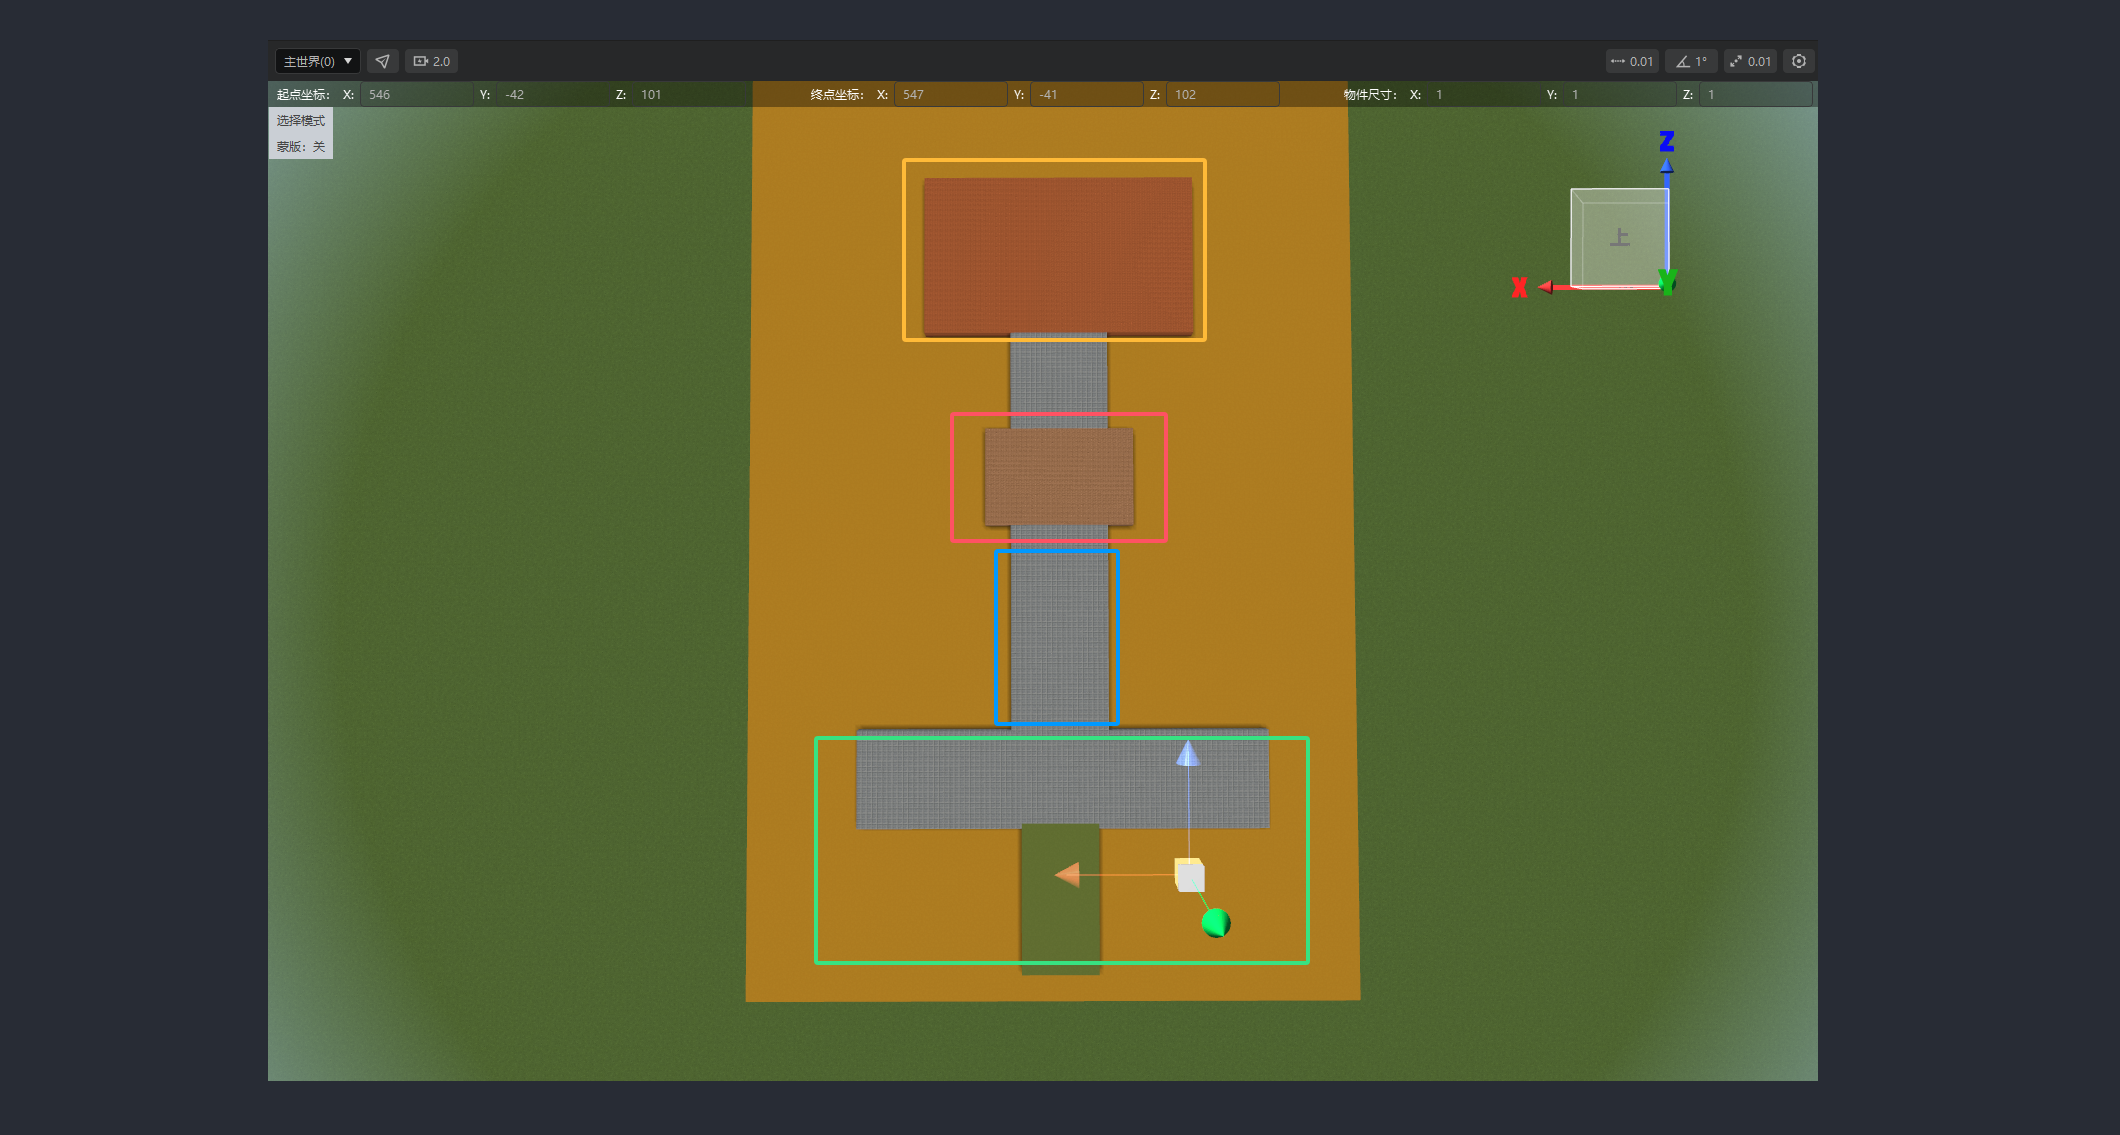 主世界(0) 2.0 0.01 1° 0.01
起点坐标: X: 546 Y: -42 Z: 101 终点坐标: X: 547 Y: -41 Z: 102 物件尺寸: X: 1 Y: 1 Z: 1
选择模式
蒙版: 关
Z
上
X Y